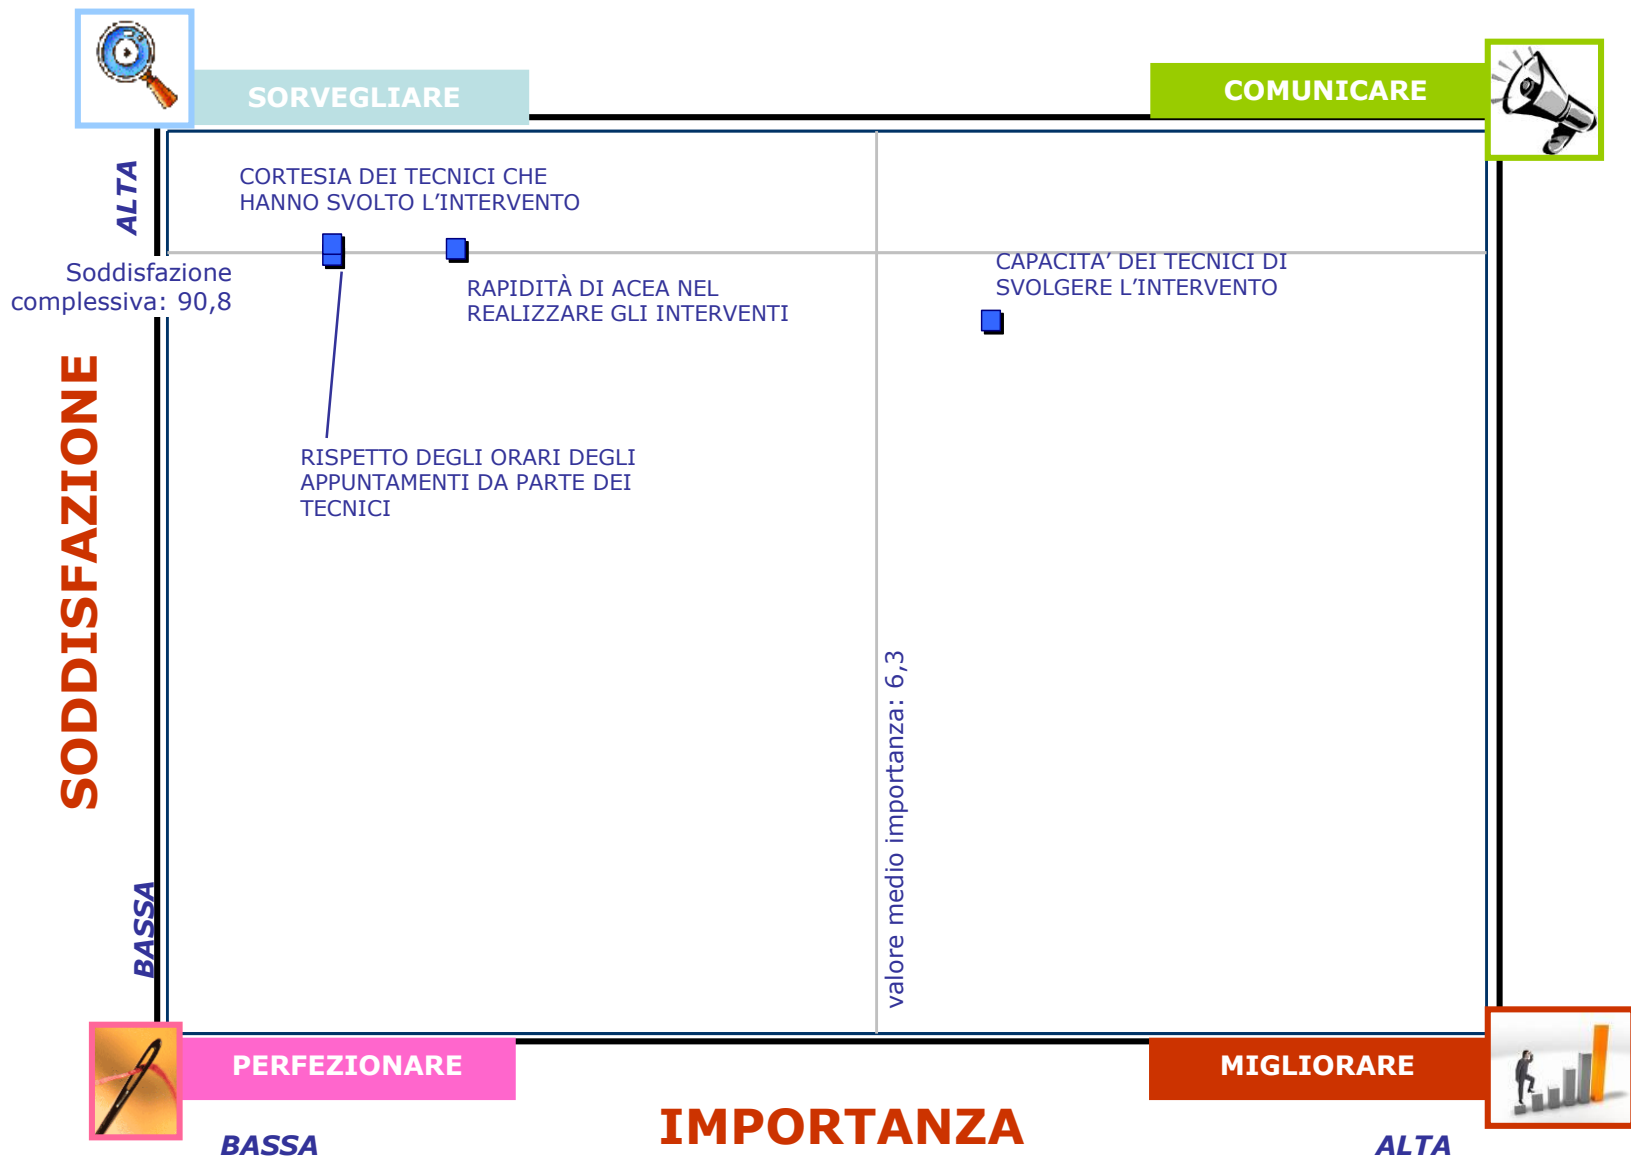 SORVEGLIARE
COMUNICARE
ALTA
CORTESIA DEI TECNICI CHE
HANNO SVOLTO L’INTERVENTO
Soddisfazione
complessiva: 90,8
RAPIDITÀ DI ACEA NEL
REALIZZARE GLI INTERVENTI
CAPACITA’ DEI TECNICI DI
SVOLGERE L’INTERVENTO
RISPETTO DEGLI ORARI DEGLI
APPUNTAMENTI DA PARTE DEI
TECNICI
SODDISFAZIONE
valore medio importanza: 6,3
BASSA
PERFEZIONARE
MIGLIORARE
IMPORTANZA
BASSA
ALTA